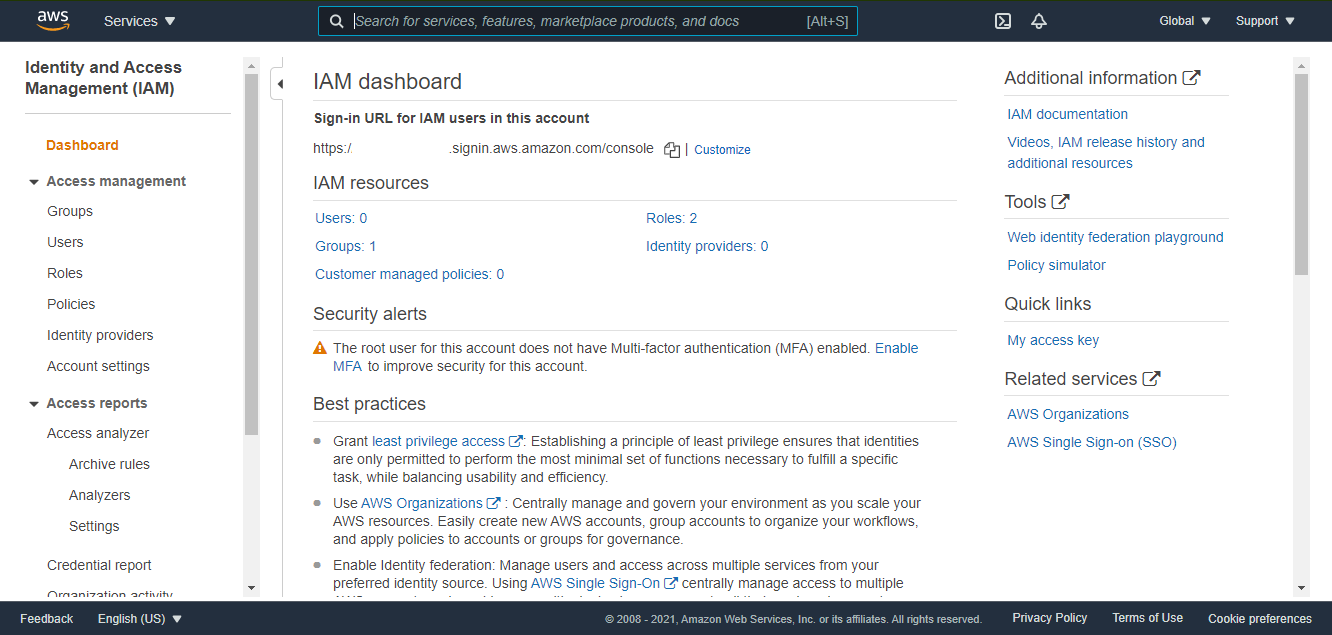 aws
Services
Search for services, features, marketplace products, and docs [Alt+S]
Global
Support
Identity and Access
Management (IAM)
Dashboard
Access management
Groups
Users
Roles
Policies
Identity providers
Account settings
Access reports
Access analyzer
Archive rules
Analyzers
Settings
Credential report
Organization activity
IAM dashboard
Sign-in URL for IAM users in this account
https:/ .signin.aws.amazon.com/console | Customize
IAM resources
Users: 0
Roles: 2
Groups: 1
Identity providers: 0
Customer managed policies: 0
Security alerts
The root user for this account does not have Multi-factor authentication (MFA) enabled. Enable
MFA to improve security for this account.
Best practices
Grant least privilege access : Establishing a principle of least privilege ensures that identities
are only permitted to perform the most minimal set of functions necessary to fulfill a specific
task, while balancing usability and efficiency.
Use AWS Organizations : Centrally manage and govern your environment as you scale your
AWS resources. Easily create new AWS accounts, group accounts to organize your workflows,
and apply policies to accounts or groups for governance.
Enable Identity federation: Manage users and access across multiple services from your
preferred identity source. Using AWS Single Sign-On centrally manage access to multiple
Additional information
IAM documentation
Videos, IAM release history and
additional resources
Tools
Web identity federation playground
Policy simulator
Quick links
My access key
Related services
AWS Organizations
AWS Single Sign-on (SSO)
Feedback
English (US)
© 2008 - 2021, Amazon Web Services, Inc. or its affiliates. All rights reserved.
Privacy Policy
Terms of Use
Cookie preferences